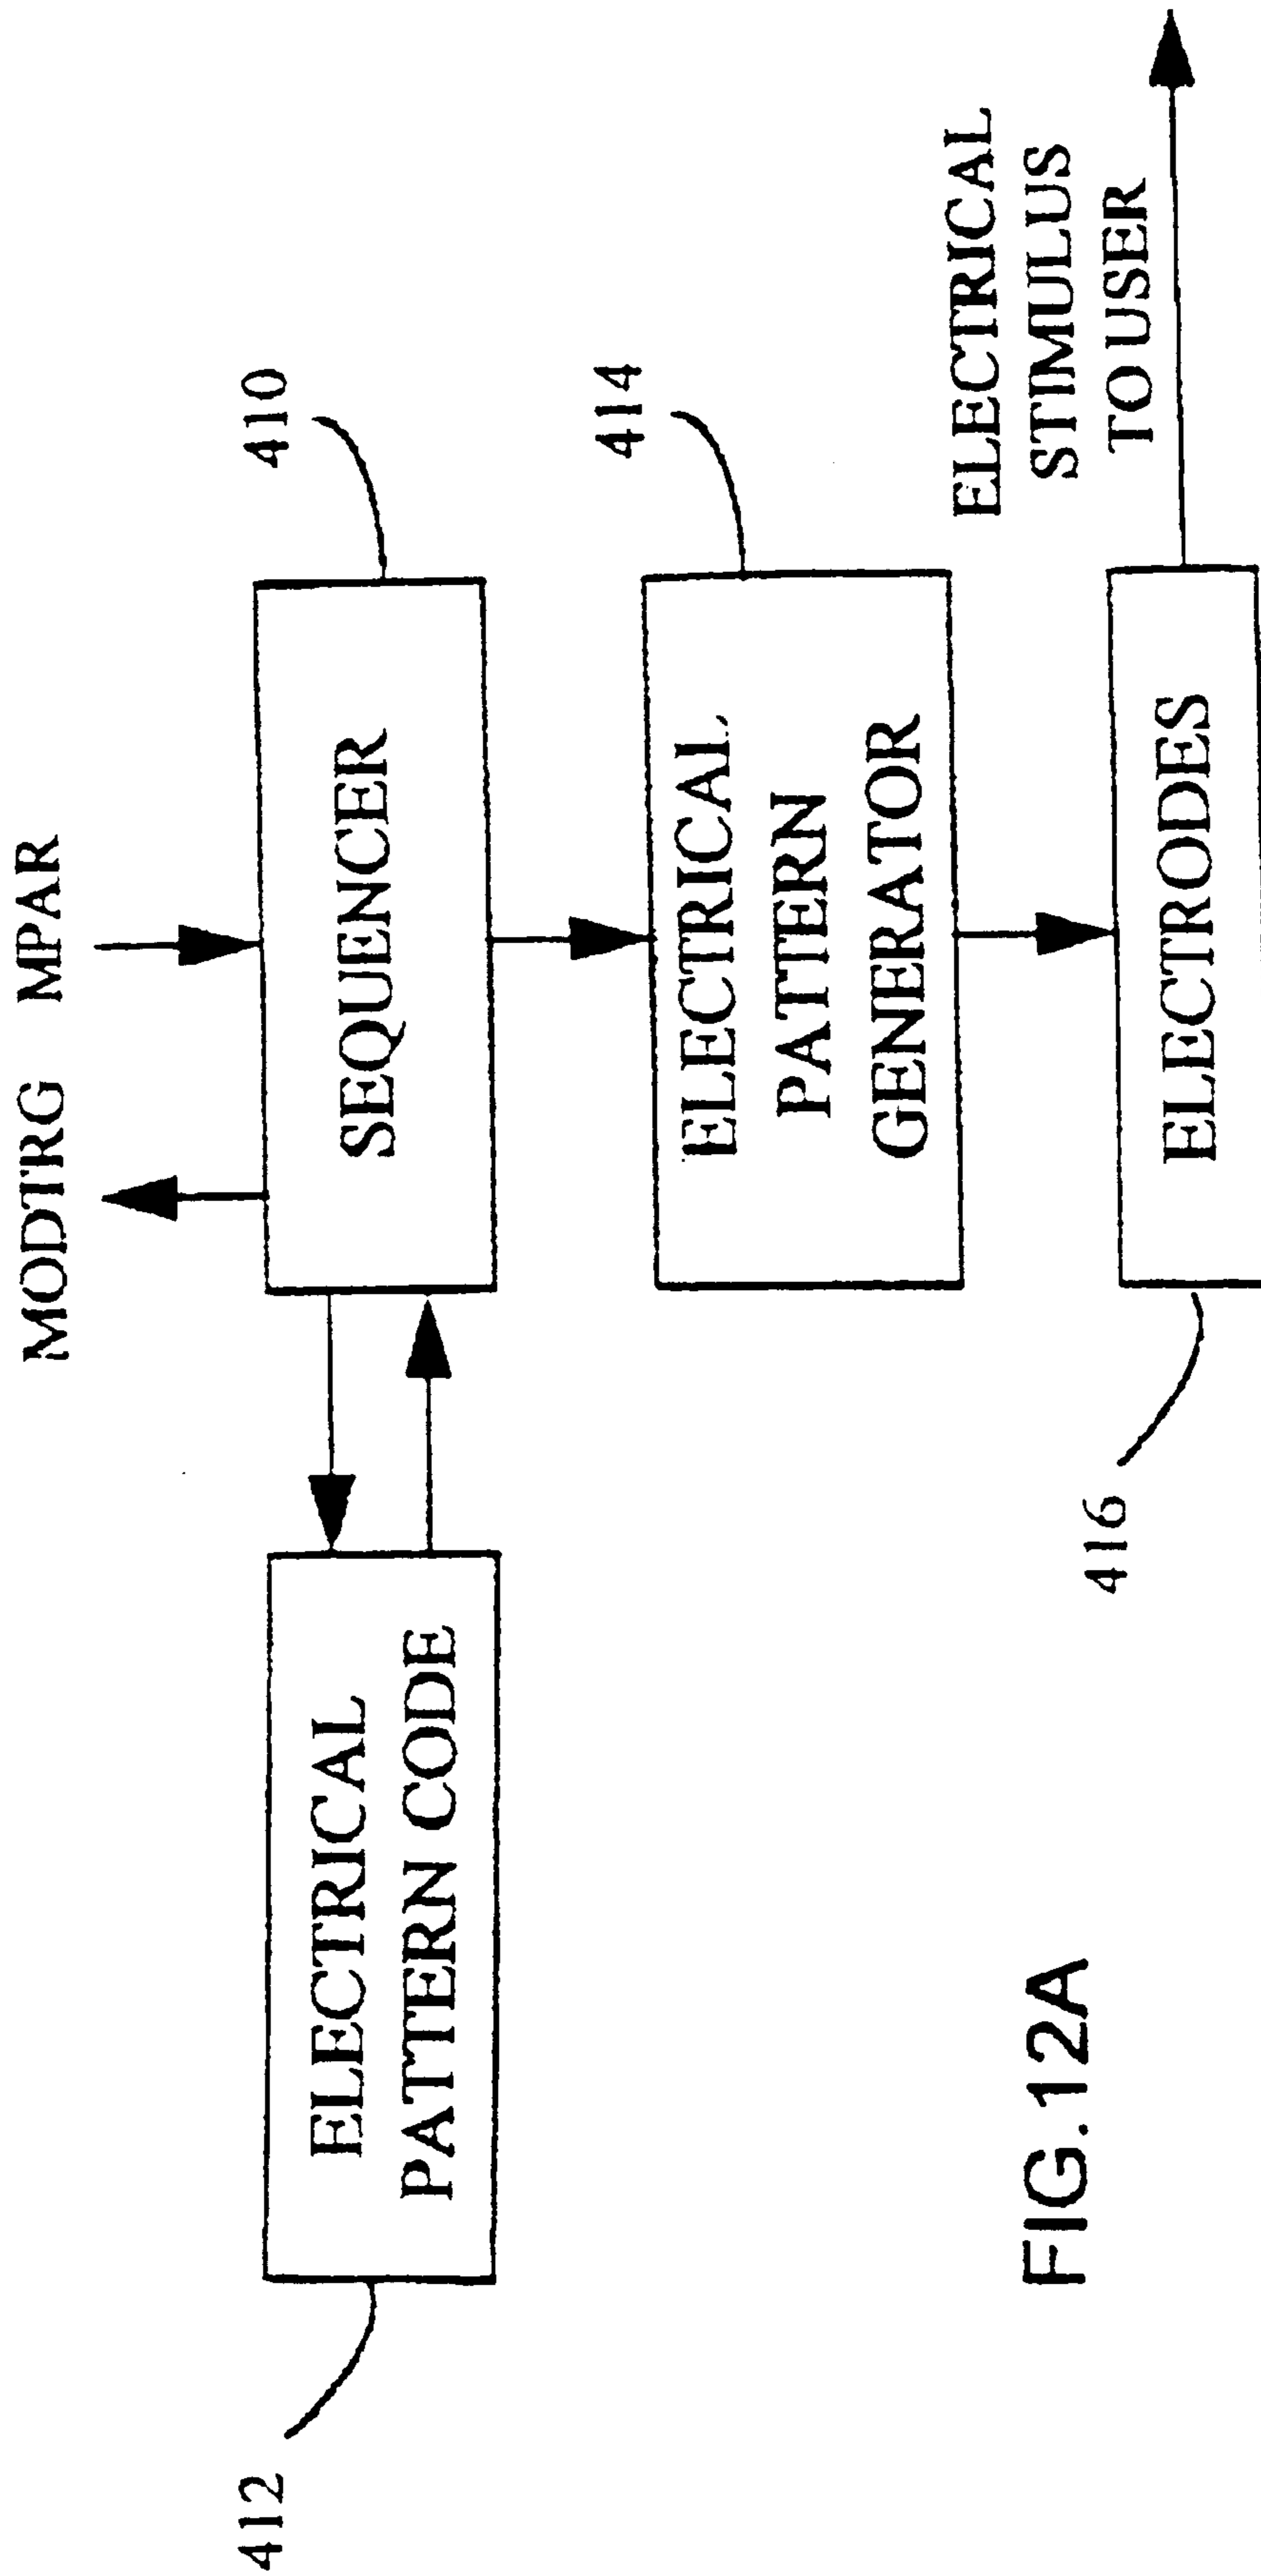 MODTRG MPAR
410
SEQUENCER
412
ELECTRICAL
PATTERN CODE
414
ELECTRICAL
PATTERN
GENERATOR
416
ELECTRODES
ELECTRICAL
STIMULUS
TO USER
FIG.12A